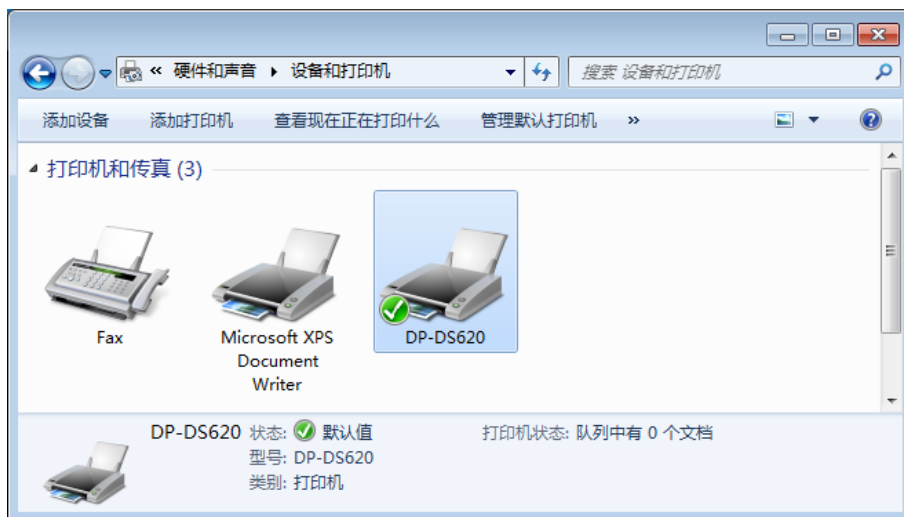 « 硬件和声音 ▸ 设备和打印机 搜索 设备和打印机
添加设备 添加打印机 查看现在正在打印什么 管理默认打印机 »
打印机和传真 (3)
Fax
Microsoft XPS
Document
Writer
DP-DS620
DP-DS620 状态: 默认值 打印机状态: 队列中有 0 个文档
型号: DP-DS620
类别: 打印机